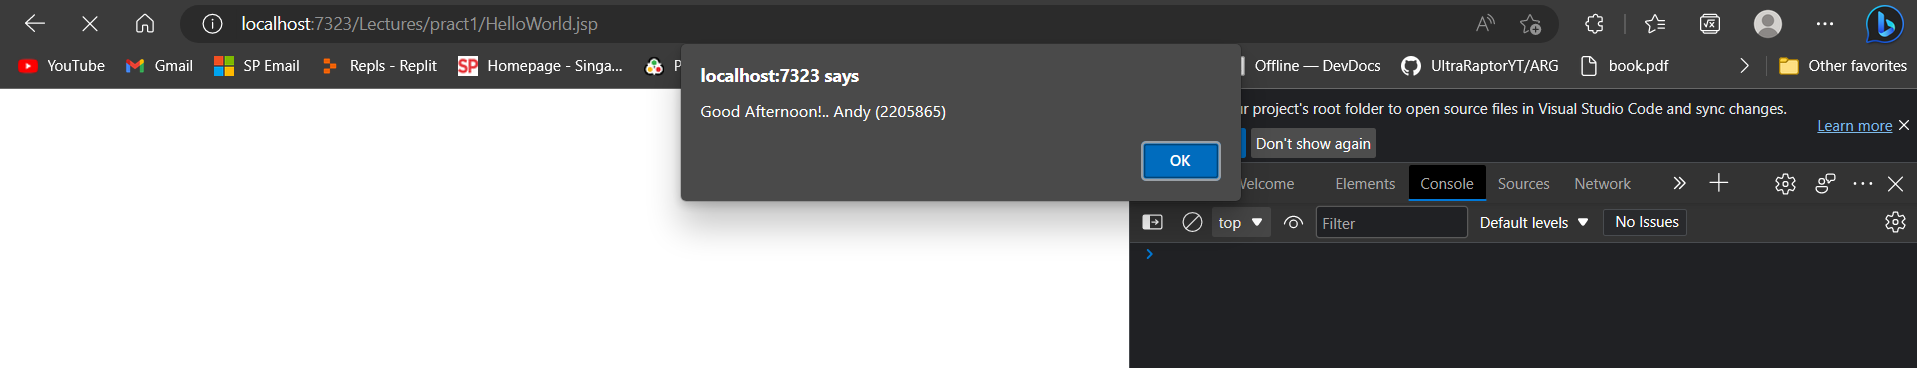 localhost:7323/Lectures/pract1/HelloWorld.jsp
YouTube Gmail SP Email Repls - Replit SP Homepage - Singa... P Offline — DevDocs UltraRaptorYT/ARG book.pdf Other favorites
localhost:7323 says
Good Afternoon!.. Andy (2205865)
OK
project's root folder to open source files in Visual Studio Code and sync changes.
Learn more
Don't show again
Welcome Elements Console Sources Network
top Filter Default levels No Issues